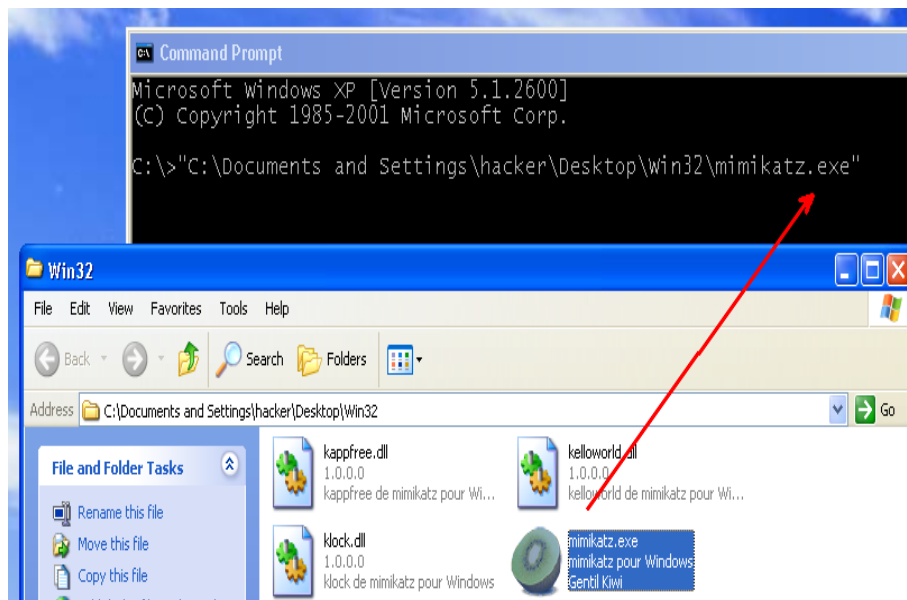 Command Prompt
Microsoft Windows XP [Version 5.1.2600]
(C) Copyright 1985-2001 Microsoft Corp.
C:\>"C:\Documents and Settings\hacker\Desktop\Win32\mimikatz.exe"
Win32
File Edit View Favorites Tools Help
Back Search Folders
Address C:\Documents and Settings\hacker\Desktop\Win32 Go
File and Folder Tasks
Rename this file
Move this file
Copy this file
kappfree.dll
1.0.0.0
kappfree de mimikatz pour Wi...
kelloworld.dll
1.0.0.0
kelloworld de mimikatz pour Wi...
klock.dll
1.0.0.0
klock de mimikatz pour Windows
mimikatz.exe
mimikatz pour Windows
Gentil Kiwi